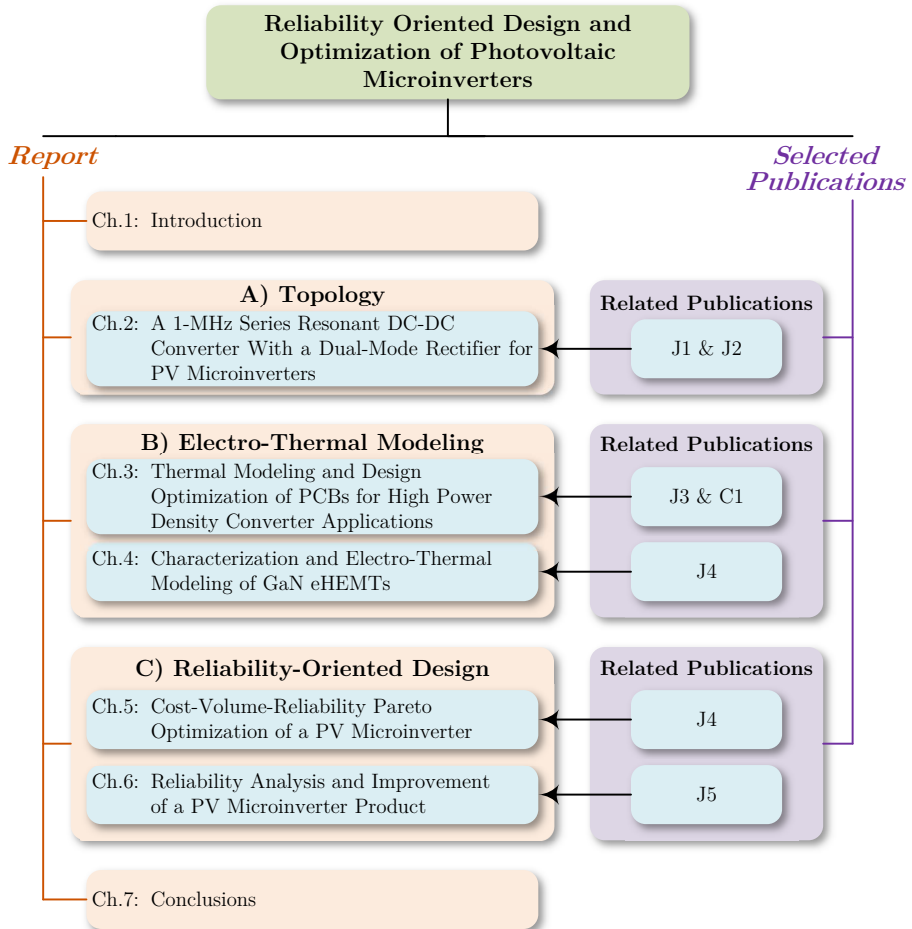 Reliability Oriented Design and
Optimization of Photovoltaic
Microinverters
Report
Selected
Publications
Ch.1: Introduction
A) Topology
Ch.2: A 1-MHz Series Resonant DC-DC
Converter With a Dual-Mode Rectifier for
PV Microinverters
Related Publications
J1 & J2
B) Electro-Thermal Modeling
Ch.3: Thermal Modeling and Design
Optimization of PCBs for High Power
Density Converter Applications
Ch.4: Characterization and Electro-Thermal
Modeling of GaN eHEMTs
Related Publications
J3 & C1
J4
C) Reliability-Oriented Design
Ch.5: Cost-Volume-Reliability Pareto
Optimization of a PV Microinverter
Ch.6: Reliability Analysis and Improvement
of a PV Microinverter Product
Related Publications
J4
J5
Ch.7: Conclusions